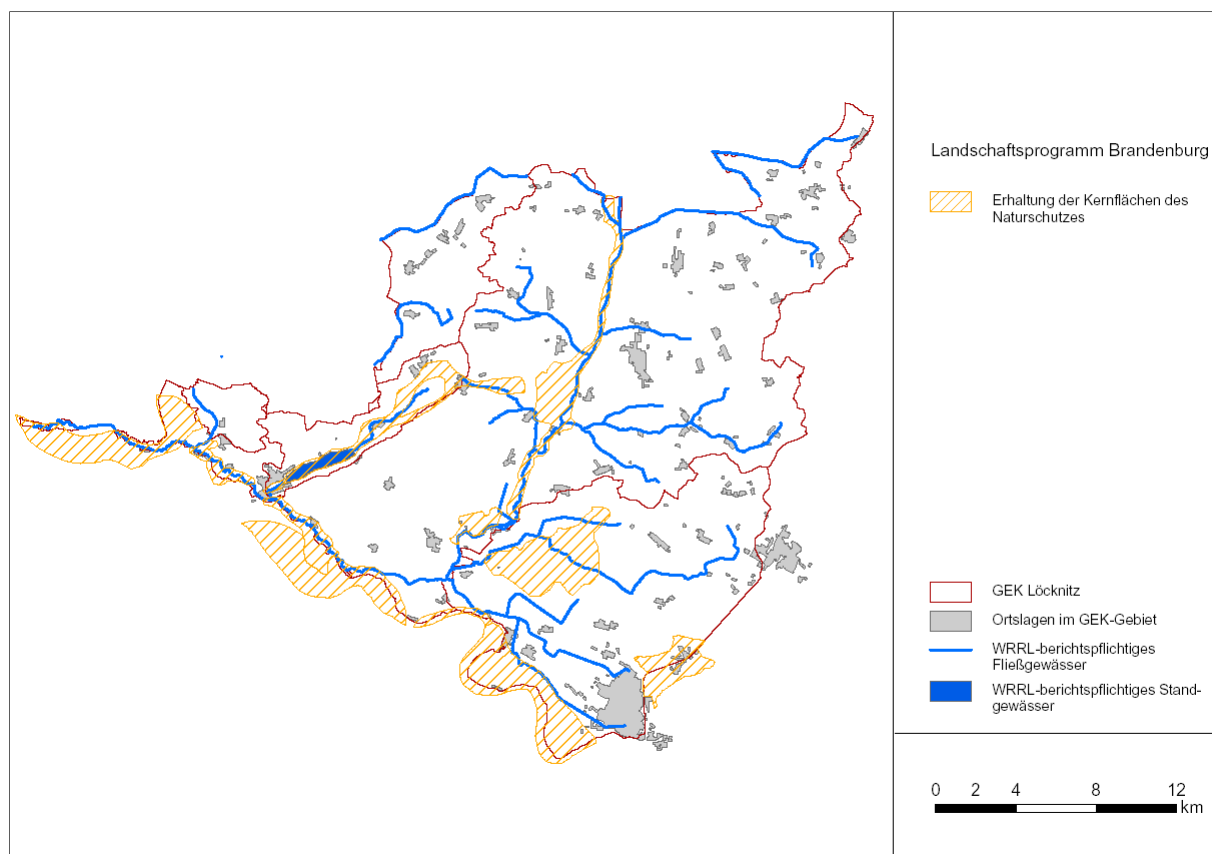 Landschaftsprogramm Brandenburg
Erhaltung der Kernflächen des
Naturschutzes
GEK Löcknitz
Ortslagen im GEK-Gebiet
WRRL-berichtspflichtiges
Fließgewässer
WRRL-berichtspflichtiges Stand-
gewässer
0 2 4 8 12
km